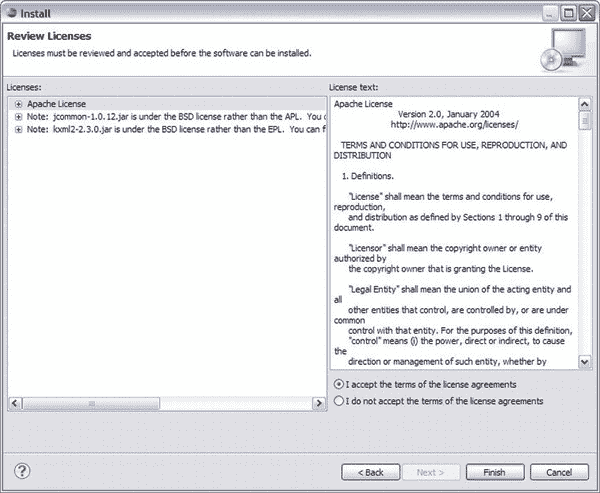 Install
Review Licenses
Licenses must be reviewed and accepted before the software can be installed.
Licenses:
Apache License
Note: jcommon-1.0.12.jar is under the BSD license rather than the APL. You c
Note: kxml2-2.3.0.jar is under the BSD license rather than the EPL. You can f
License text:
Apache License
Version 2.0, January 2004
http://www.apache.org/licenses/
TERMS AND CONDITIONS FOR USE, REPRODUCTION, AND
DISTRIBUTION
1. Definitions.
"License" shall mean the terms and conditions for use,
reproduction,
and distribution as defined by Sections 1 through 9 of this
document.
"Licensor" shall mean the copyright owner or entity
authorized by
the copyright owner that is granting the License.
"Legal Entity" shall mean the union of the acting entity and
all
other entities that control, are controlled by, or are under
common
control with that entity. For the purposes of this definition,
"control" means (i) the power, direct or indirect, to cause
the
direction or management of such entity, whether by
I accept the terms of the license agreements
I do not accept the terms of the license agreements
? < Back Next > Finish Cancel